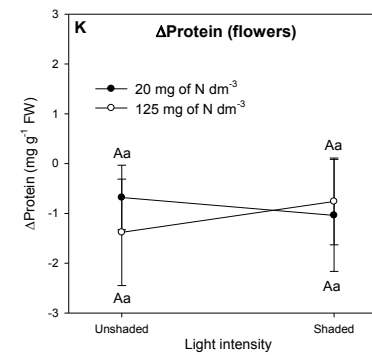 K ΔProtein (flowers)
20 mg of N dm⁻³
125 mg of N dm⁻³
ΔProtein (mg g⁻¹ FW)
3
2
1
0
-1
-2
-3
Aa
Aa
Aa
Aa
Unshaded Shaded
Light intensity